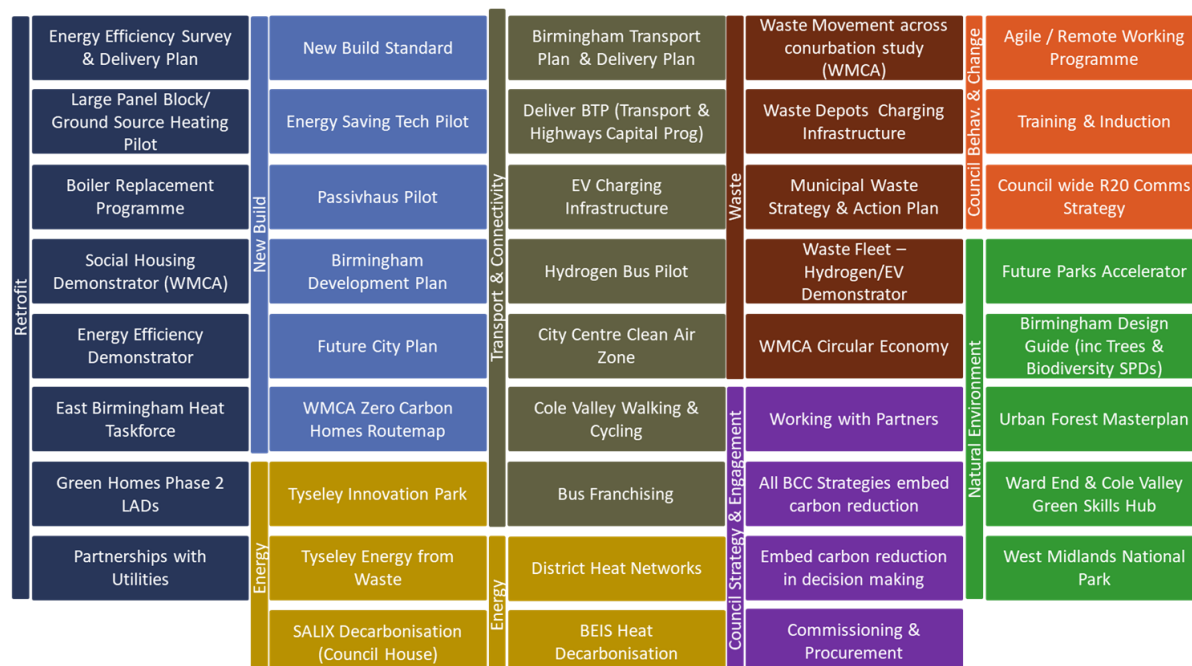 Retrofit
Energy Efficiency Survey
& Delivery Plan
Large Panel Block/
Ground Source Heating
Pilot
Boiler Replacement
Programme
Social Housing
Demonstrator (WMCA)
Energy Efficiency
Demonstrator
East Birmingham Heat
Taskforce
Green Homes Phase 2
LADs
Partnerships with
Utilities
New Build
New Build Standard
Energy Saving Tech Pilot
Passivhaus Pilot
Birmingham
Development Plan
Future City Plan
WMCA Zero Carbon
Homes Routemap
Energy
Tyseley Innovation Park
Tyseley Energy from
Waste
SALIX Decarbonisation
(Council House)
Transport & Connectivity
Birmingham Transport
Plan & Delivery Plan
Deliver BTP (Transport &
Highways Capital Prog)
EV Charging
Infrastructure
Hydrogen Bus Pilot
City Centre Clean Air
Zone
Cole Valley Walking &
Cycling
Bus Franchising
Energy
District Heat Networks
BEIS Heat
Decarbonisation
Waste
Waste Movement across
conurbation study
(WMCA)
Waste Depots Charging
Infrastructure
Municipal Waste
Strategy & Action Plan
Waste Fleet –
Hydrogen/EV
Demonstrator
WMCA Circular Economy
Council Strategy & Engagement
Working with Partners
All BCC Strategies embed
carbon reduction
Embed carbon reduction
in decision making
Commissioning &
Procurement
Council Behav. & Change
Agile / Remote Working
Programme
Training & Induction
Council wide R20 Comms
Strategy
Natural Environment
Future Parks Accelerator
Birmingham Design
Guide (inc Trees &
Biodiversity SPDs)
Urban Forest Masterplan
Ward End & Cole Valley
Green Skills Hub
West Midlands National
Park